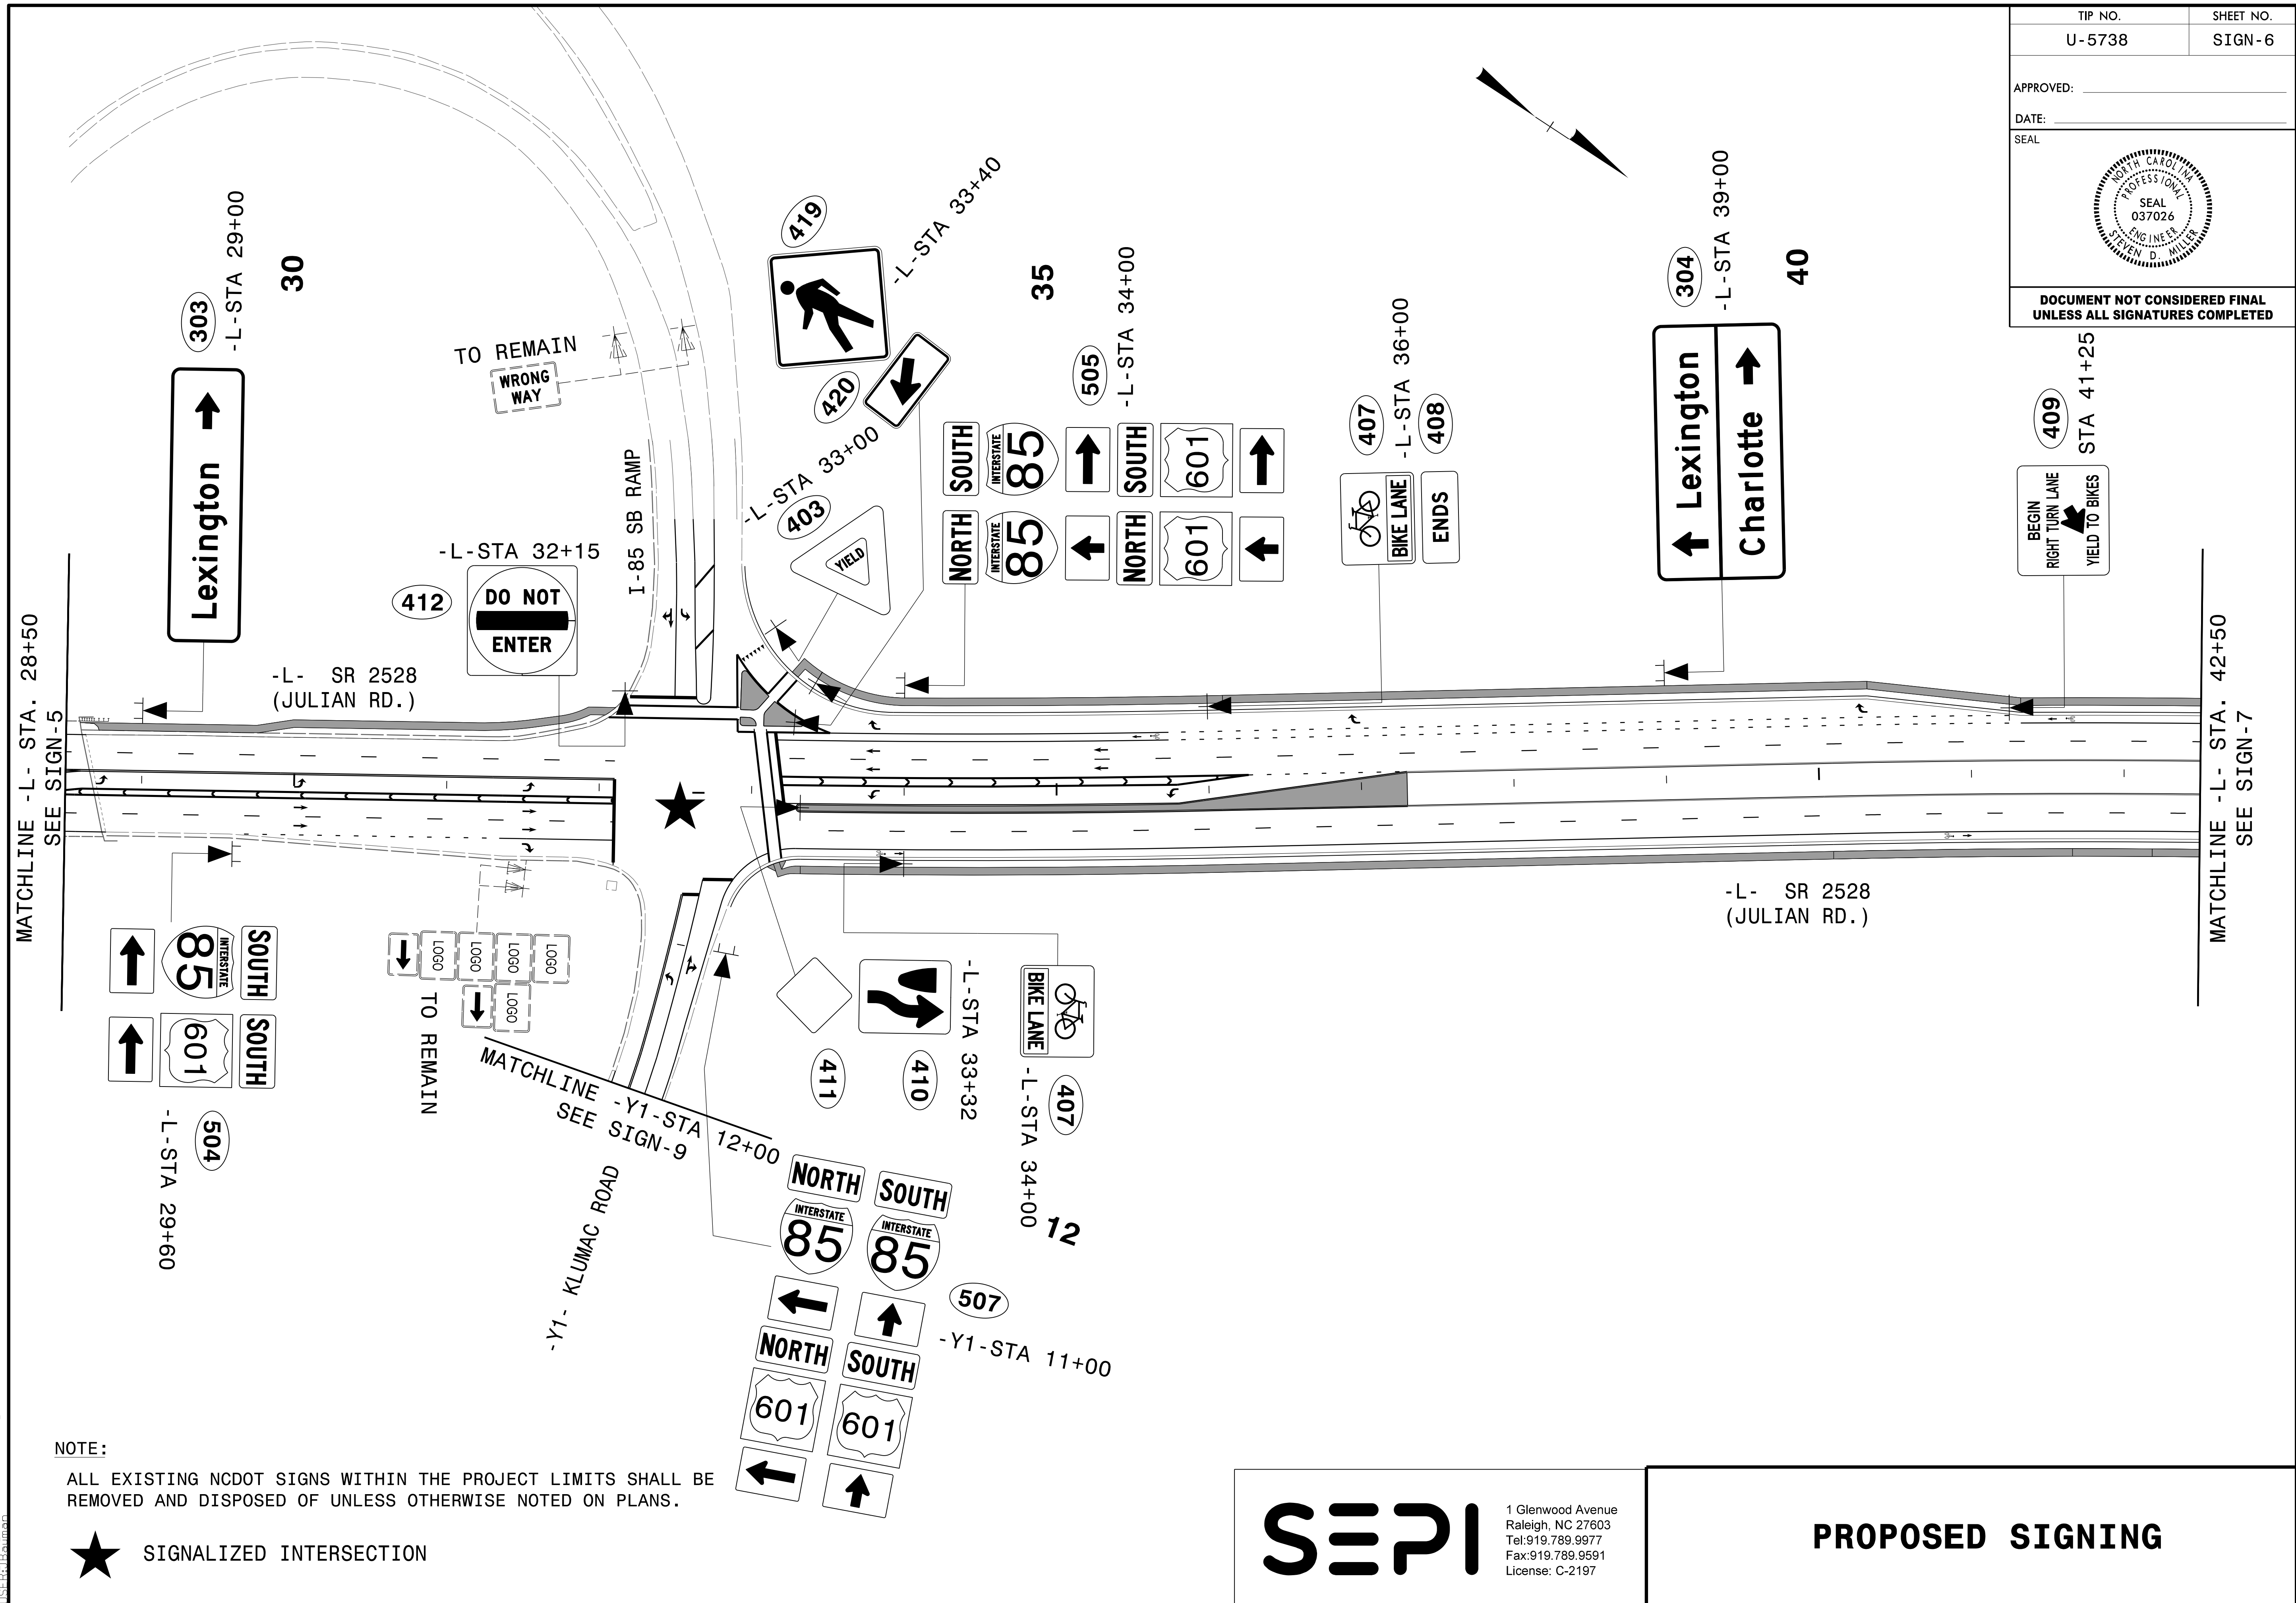 TIP NO.
SHEET NO.
U-5738
SIGN-6
APPROVED:
DATE:
SEAL
NORTH CAROLINA
PROFESSIONAL
SEAL
037026
ENGINEER
STEVEN D. MILLER
DOCUMENT NOT CONSIDERED FINAL
UNLESS ALL SIGNATURES COMPLETED
MATCHLINE -L- STA. 28+50
SEE SIGN-5
303
-L-STA 29+00
Lexington
30
TO REMAIN
WRONG
WAY
I-85 SB RAMP
-L-STA 32+15
412
DO NOT
ENTER
-L- SR 2528
(JULIAN RD.)
419
-L-STA 33+40
420
-L-STA 33+00
403
YIELD
35
505
-L-STA 34+00
SOUTH
INTERSTATE
85
SOUTH
601
NORTH
INTERSTATE
85
NORTH
601
407
-L-STA 36+00
408
BIKE LANE
ENDS
304
-L-STA 39+00
Lexington
Charlotte
40
409
STA 41+25
BEGIN
RIGHT TURN LANE
YIELD TO BIKES
MATCHLINE -L- STA. 42+50
SEE SIGN-7
-L- SR 2528
(JULIAN RD.)
SOUTH
INTERSTATE
85
SOUTH
601
504
-L-STA 29+60
LOGO
LOGO
LOGO
LOGO
LOGO
TO REMAIN
MATCHLINE -Y1-STA 12+00
SEE SIGN-9
-Y1- KLUMAC ROAD
411
410
-L-STA 33+32
BIKE LANE
407
-L-STA 34+00
12
NORTH
SOUTH
INTERSTATE
85
INTERSTATE
85
NORTH
SOUTH
601
601
507
-Y1-STA 11+00
NOTE:
ALL EXISTING NCDOT SIGNS WITHIN THE PROJECT LIMITS SHALL BE
REMOVED AND DISPOSED OF UNLESS OTHERWISE NOTED ON PLANS.
SIGNALIZED INTERSECTION
SEPI
1 Glenwood Avenue
Raleigh, NC 27603
Tel:919.789.9977
Fax:919.789.9591
License: C-2197
PROPOSED SIGNING